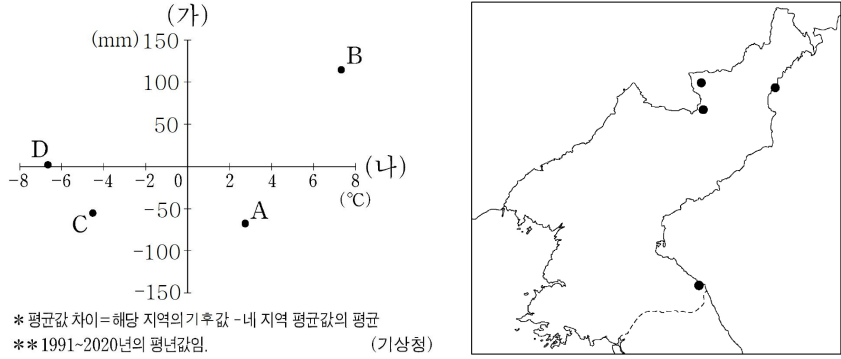 (가)
(mm) 150
B
100
50
D
(나)
-8 -6 -4 -2 0 2 4 6 8
(℃)
-50
A
C
-100
-150
* 평균값 차이=해당 지역의 기후 값 -네 지역 평균값의 평균
** 1991~2020년의 평년값임. (기상청)